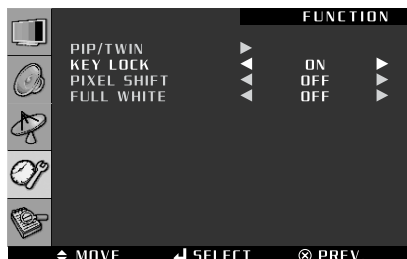 FUNCTION
PIP/TWIN
KEY LOCK ON
PIXEL SHIFT OFF
FULL WHITE OFF
MOVE SELECT PREV